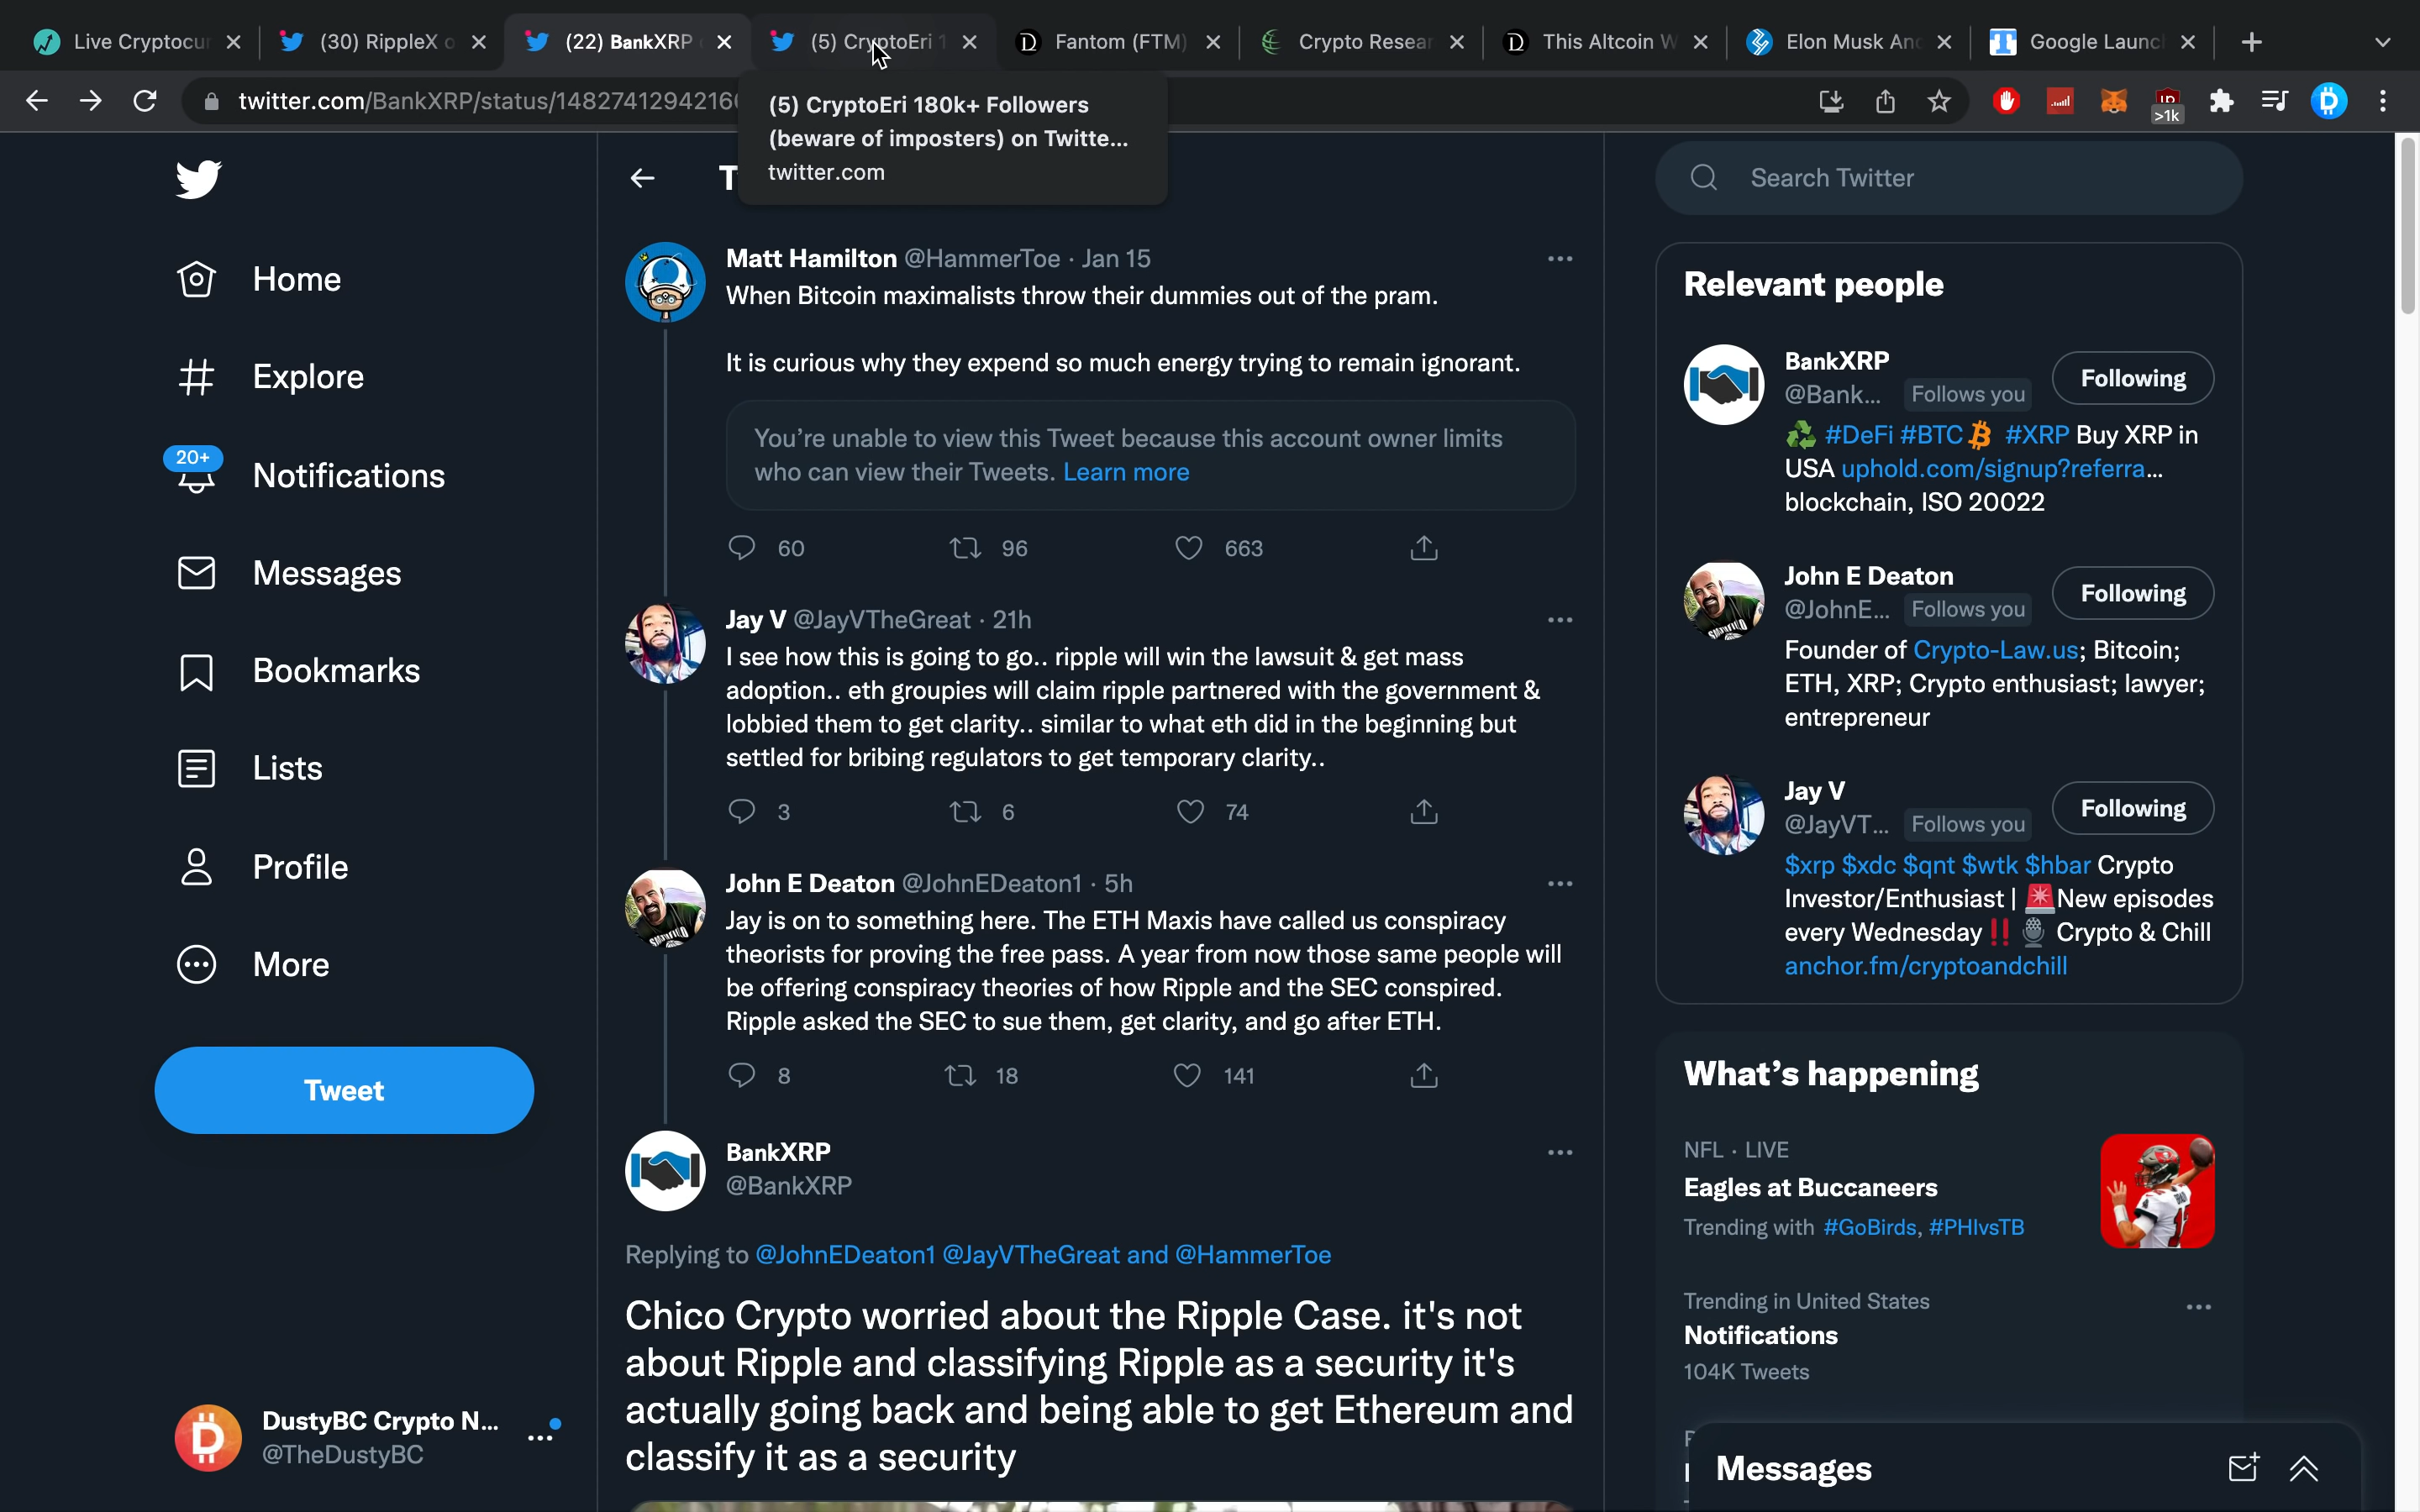 Live Cryptocur
(30) RippleX o
(22) BankXRP
(5) CryptoEri 1
Fantom (FTM)
Crypto Resear
This Altcoin W
Elon Musk And
Google Launc
twitter.com/BankXRP/status/1482741294216
>1k
(5) CryptoEri 180k+ Followers
(beware of imposters) on Twitte...
twitter.com
Home
Explore
20+
Notifications
Messages
Bookmarks
Lists
Profile
More
Tweet
DustyBC Crypto N...
@TheDustyBC
Matt Hamilton @HammerToe · Jan 15
When Bitcoin maximalists throw their dummies out of the pram.
It is curious why they expend so much energy trying to remain ignorant.
You're unable to view this Tweet because this account owner limits
who can view their Tweets. Learn more
60 96 663
Jay V @JayVTheGreat · 21h
I see how this is going to go.. ripple will win the lawsuit & get mass
adoption.. eth groupies will claim ripple partnered with the government &
lobbied them to get clarity.. similar to what eth did in the beginning but
settled for bribing regulators to get temporary clarity..
3 6 74
John E Deaton @JohnEDeaton1 · 5h
Jay is on to something here. The ETH Maxis have called us conspiracy
theorists for proving the free pass. A year from now those same people will
be offering conspiracy theories of how Ripple and the SEC conspired.
Ripple asked the SEC to sue them, get clarity, and go after ETH.
8 18 141
BankXRP
@BankXRP
Replying to @JohnEDeaton1 @JayVTheGreat and @HammerToe
Chico Crypto worried about the Ripple Case. it's not
about Ripple and classifying Ripple as a security it's
actually going back and being able to get Ethereum and
classify it as a security
Search Twitter
Relevant people
BankXRP
@Bank... Follows you
Following
#DeFi #BTC #XRP Buy XRP in
USA uphold.com/signup?referra...
blockchain, ISO 20022
John E Deaton
@JohnE... Follows you
Following
Founder of Crypto-Law.us; Bitcoin;
ETH, XRP; Crypto enthusiast; lawyer;
entrepreneur
Jay V
@JayVT... Follows you
Following
$xrp $xdc $qnt $wtk $hbar Crypto
Investor/Enthusiast | New episodes
every Wednesday‼️ Crypto & Chill
anchor.fm/cryptoandchill
What's happening
NFL · LIVE
Eagles at Buccaneers
Trending with #GoBirds, #PHIvsTB
Trending in United States
Notifications
104K Tweets
Messages